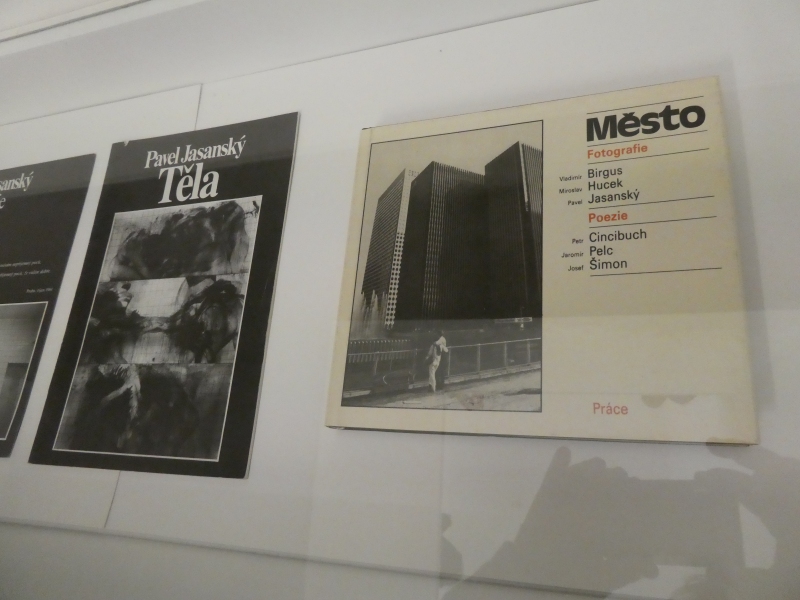 Pavel Jasanský
Těla
Město
Fotografie
Vladimír Birgus
Miroslav Hucek
Pavel Jasanský
Poezie
Petr Cincibuch
Jaromír Pelc
Josef Šimon
Práce